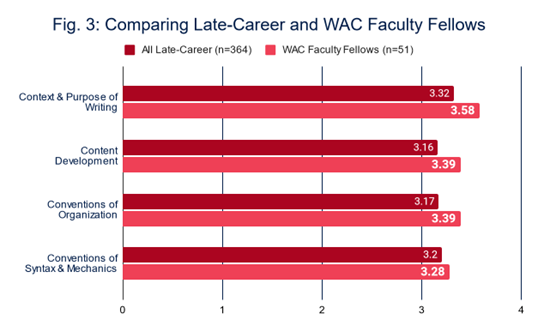 Fig. 3: Comparing Late-Career and WAC Faculty Fellows
All Late-Career (n=364) WAC Faculty Fellows (n=51)
Context & Purpose of
Writing
3.32
3.58
Content
Development
3.16
3.39
Conventions of
Organization
3.17
3.39
Conventions of
Syntax & Mechanics
3.2
3.28
0 1 2 3 4